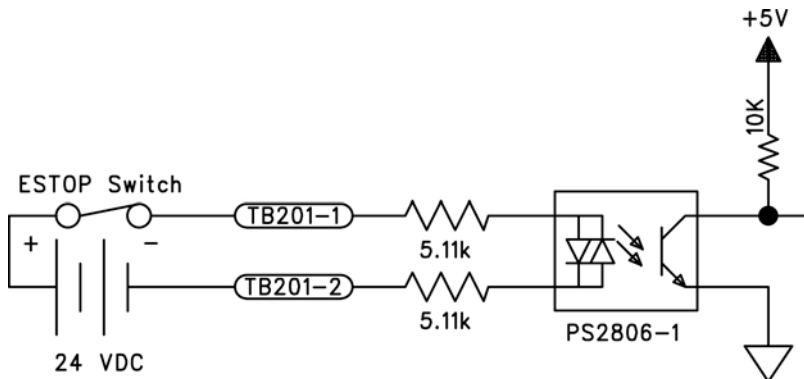 +5V
10K
ESTOP Switch
TB201-1
+
-
5.11k
TB201-2
5.11k
PS2806-1
24 VDC